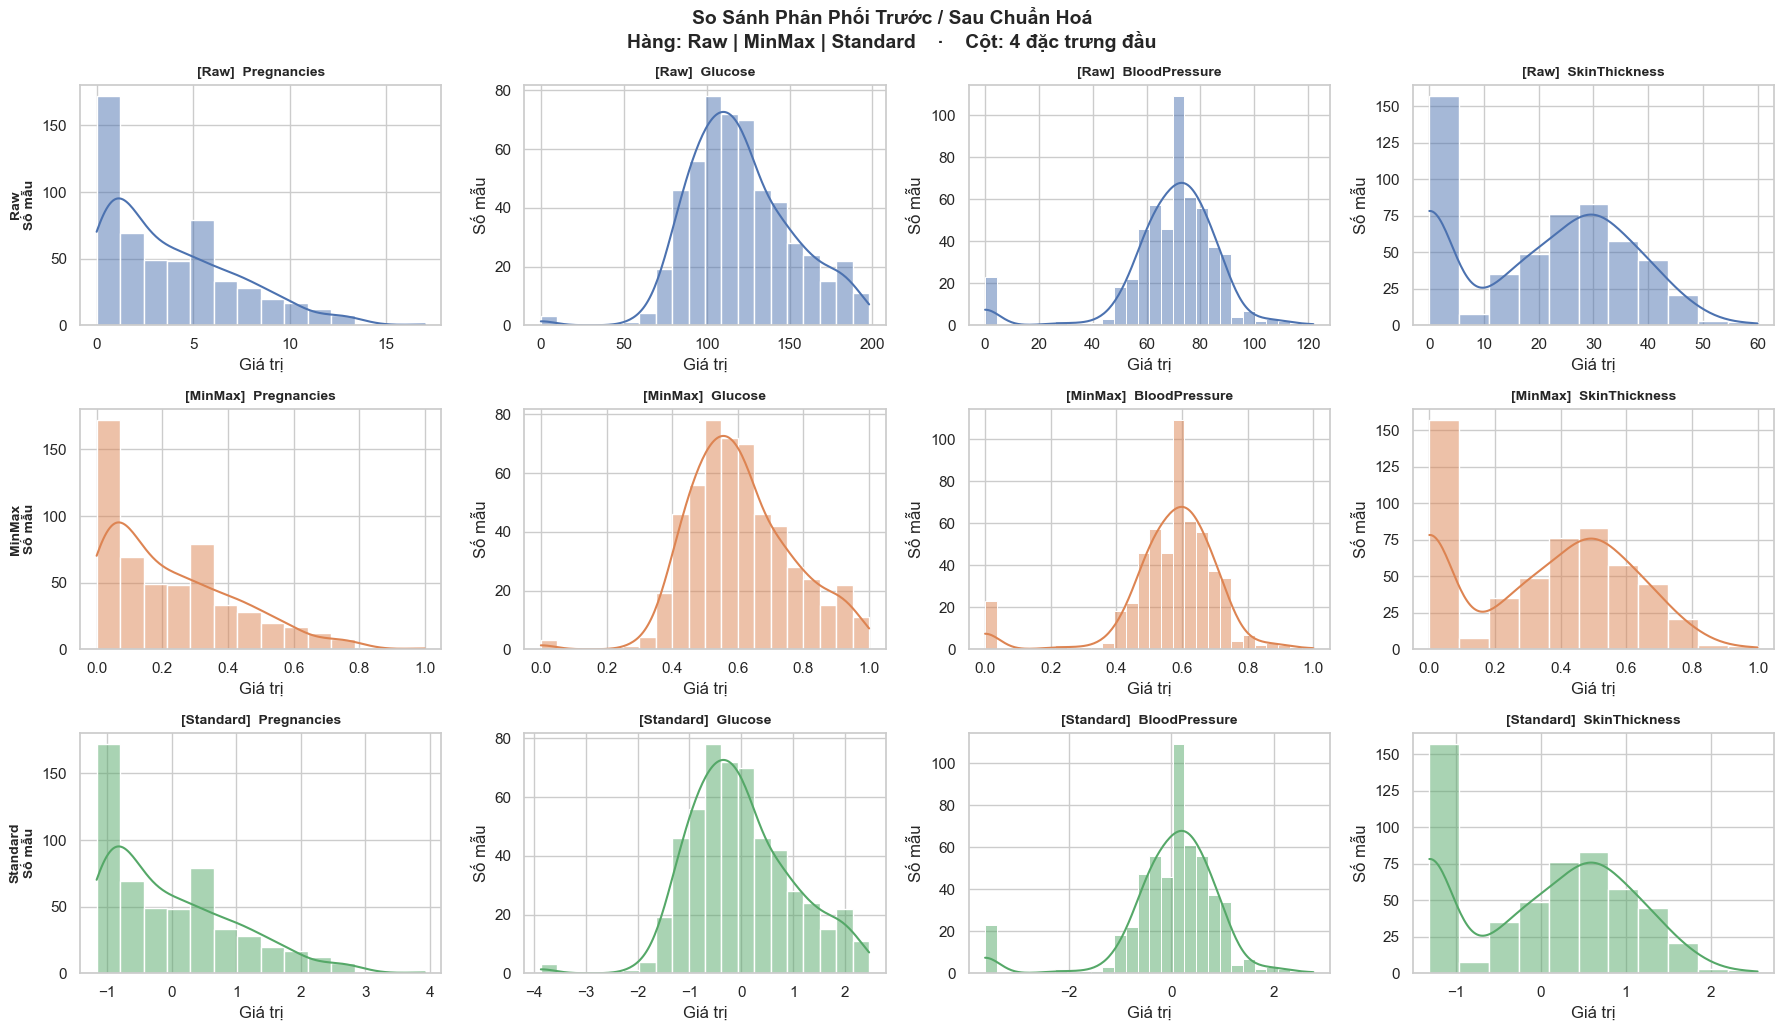 So Sánh Phân Phối Trước / Sau Chuẩn Hoá
Hàng: Raw | MinMax | Standard · Cột: 4 đặc trưng đầu
[Raw] Pregnancies
150
100
50
0
0 5 10 15
Raw
Số mẫu
Giá trị
[Raw] Glucose
80
60
40
20
0
0 50 100 150 200
Số mẫu
Giá trị
[Raw] BloodPressure
100
80
60
40
20
0
0 20 40 60 80 100 120
Giá trị
[Raw] SkinThickness
150
125
100
75
50
25
0
0 10 20 30 40 50 60
Số mẫu
Giá trị
[MinMax] Pregnancies
150
100
50
0
0.0 0.2 0.4 0.6 0.8 1.0
MinMax
Số mẫu
Giá trị
[MinMax] Glucose
80
60
40
20
0
0.0 0.2 0.4 0.6 0.8 1.0
Số mẫu
Giá trị
[MinMax] BloodPressure
100
80
60
40
20
0
0.0 0.2 0.4 0.6 0.8 1.0
Giá trị
[MinMax] SkinThickness
150
125
100
75
50
25
0
0.0 0.2 0.4 0.6 0.8 1.0
Số mẫu
Giá trị
[Standard] Pregnancies
150
100
50
0
−1 0 1 2 3 4
Standard
Số mẫu
Giá trị
[Standard] Glucose
80
60
40
20
0
−4 −3 −2 −1 0 1 2
Số mẫu
Giá trị
[Standard] BloodPressure
100
80
60
40
20
0
−2 0 2
Giá trị
[Standard] SkinThickness
150
125
100
75
50
25
0
−1 0 1 2
Số mẫu
Giá trị